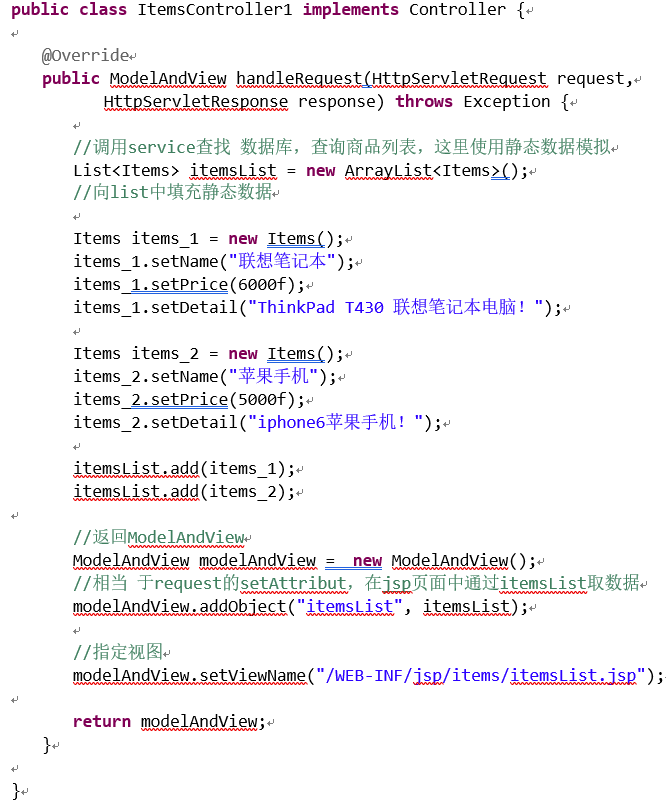 public class ItemsController1 implements Controller {
@Override
public ModelAndView handleRequest(HttpServletRequest request,
HttpServletResponse response) throws Exception {
//调用service查找 数据库，查询商品列表，这里使用静态数据模拟
List<Items> itemsList = new ArrayList<Items>();
//向list中填充静态数据
Items items_1 = new Items();
items_1.setName("联想笔记本");
items_1.setPrice(6000f);
items_1.setDetail("ThinkPad T430 联想笔记本电脑！");
Items items_2 = new Items();
items_2.setName("苹果手机");
items_2.setPrice(5000f);
items_2.setDetail("iphone6苹果手机！");
itemsList.add(items_1);
itemsList.add(items_2);
//返回ModelAndView
ModelAndView modelAndView =  new ModelAndView();
//相当 于request的setAttribut，在jsp页面中通过itemsList取数据
modelAndView.addObject("itemsList", itemsList);
//指定视图
modelAndView.setViewName("/WEB-INF/jsp/items/itemsList.jsp");
return modelAndView;
}
}